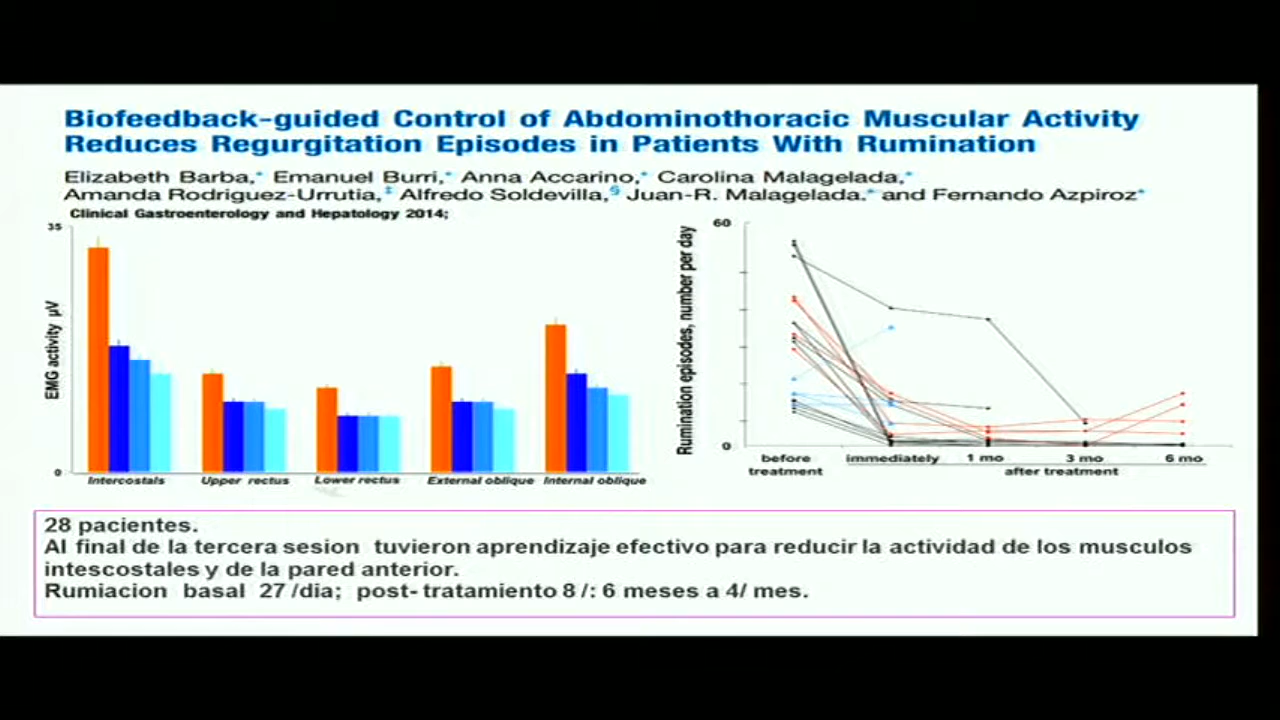 Biofeedback-guided Control of Abdominothoracic Muscular Activity
Reduces Regurgitation Episodes in Patients With Rumination
Elizabeth Barba,* Emanuel Burri,* Anna Accarino,* Carolina Malagelada,*
Amanda Rodriguez-Urrutia,‡ Alfredo Soldevilla,§ Juan-R. Malagelada,* and Fernando Azpiroz*
Clinical Gastroenterology and Hepatology 2014;
35
EMG activity μV
0
Intercostals Upper rectus Lower rectus External oblique Internal oblique
60
Rumination episodes, number per day
0
before treatment
immediately 1 mo 3 mo 6 mo
after treatment
28 pacientes.
Al final de la tercera sesion tuvieron aprendizaje efectivo para reducir la actividad de los musculos
intescostales y de la pared anterior.
Rumiacion basal 27 /dia; post- tratamiento 8 /: 6 meses a 4/ mes.